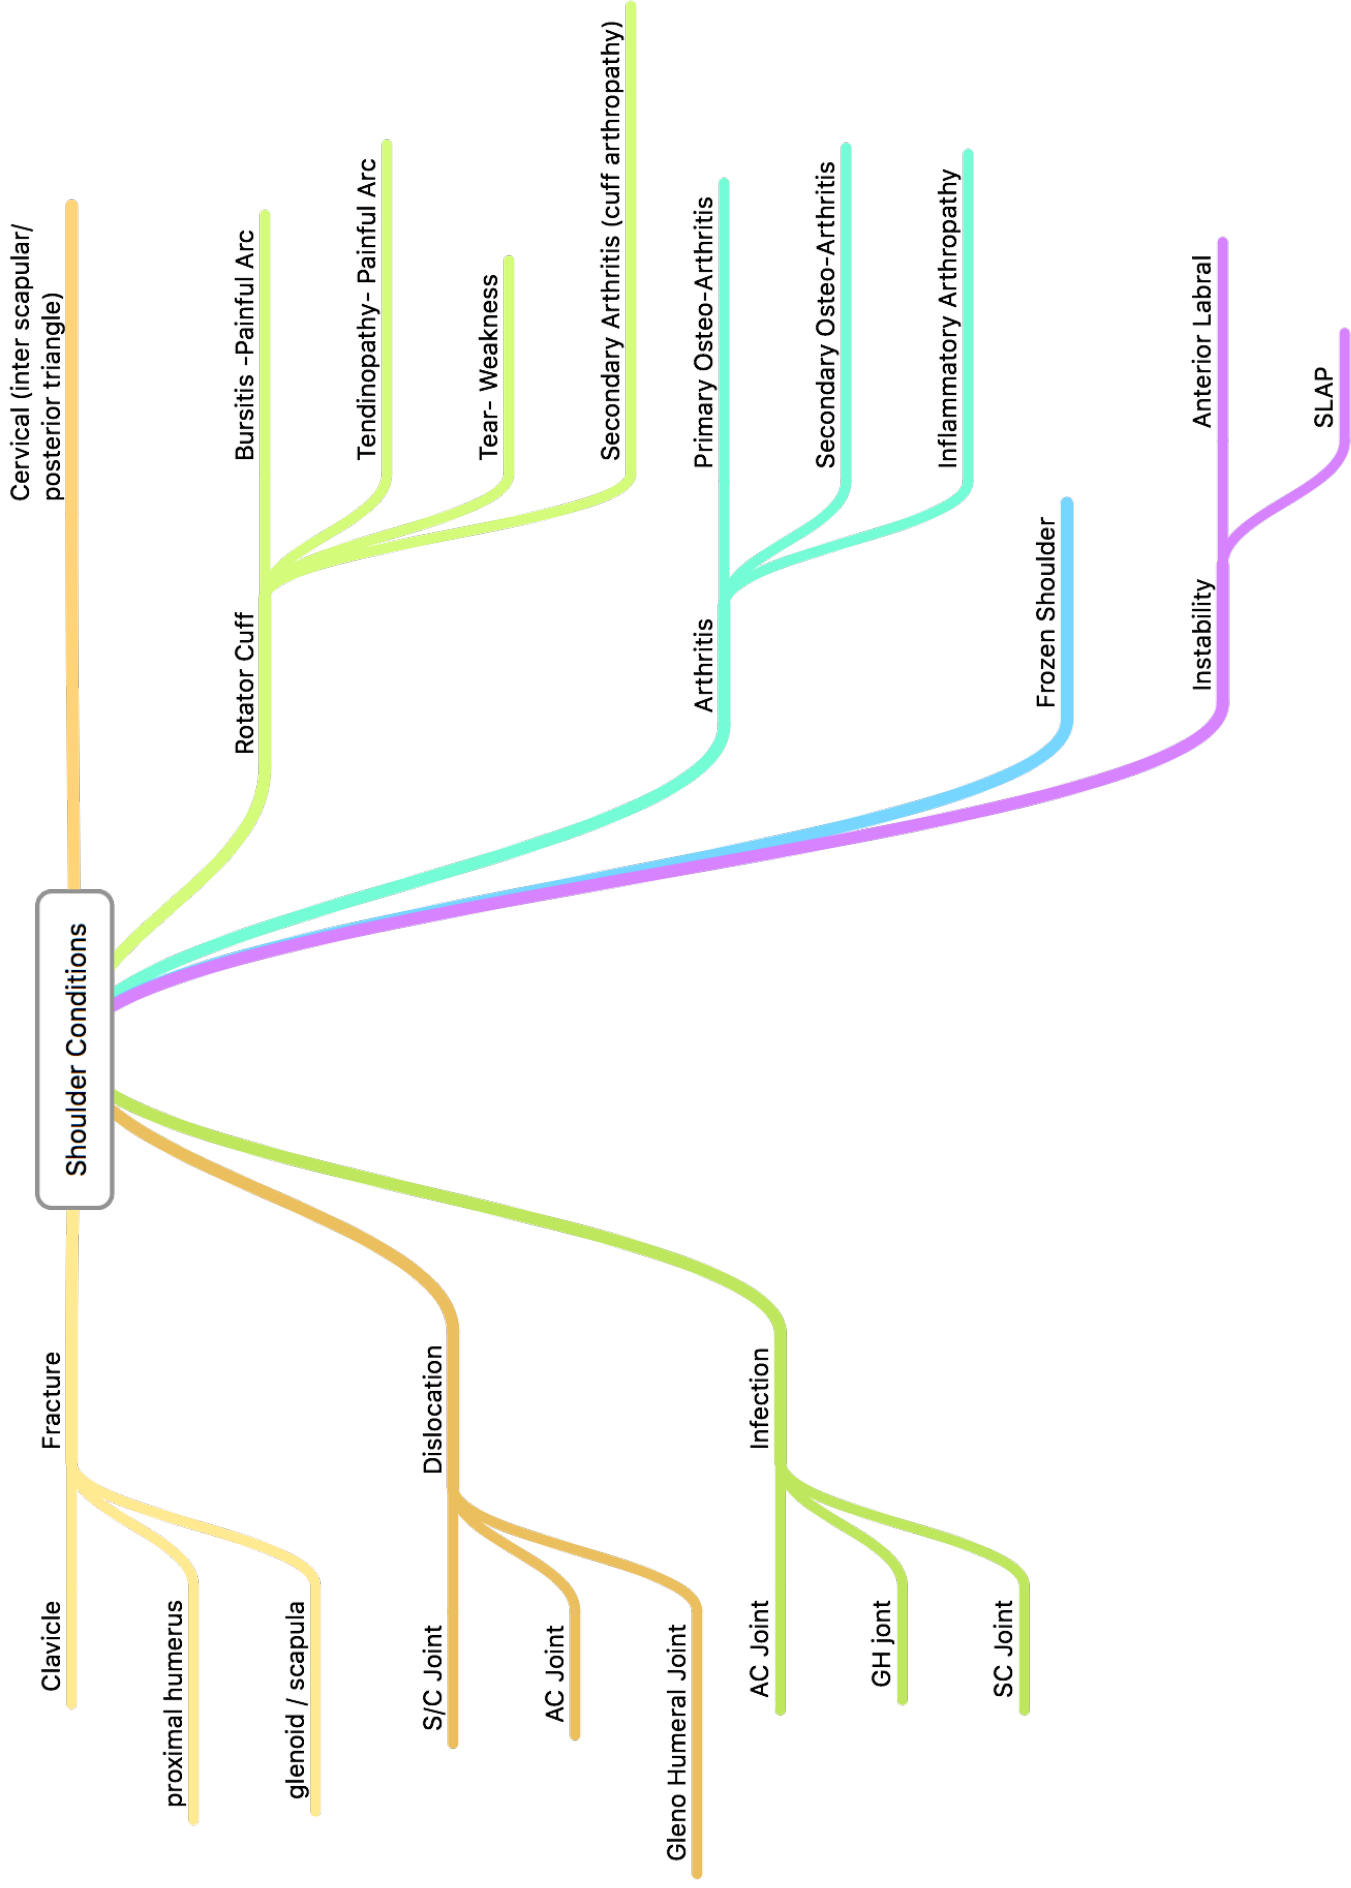 Shoulder Conditions
Cervical (inter scapular/
posterior triangle)
Rotator Cuff
Bursitis -Painful Arc
Tendinopathy- Painful Arc
Tear- Weakness
Secondary Arthritis (cuff arthropathy)
Arthritis
Primary Osteo-Arthritis
Secondary Osteo-Arthritis
Inflammatory Arthropathy
Frozen Shoulder
Instability
Anterior Labral
SLAP
Fracture
Clavicle
proximal humerus
glenoid / scapula
Dislocation
S/C Joint
AC Joint
Gleno Humeral Joint
Infection
AC Joint
GH jont
SC Joint